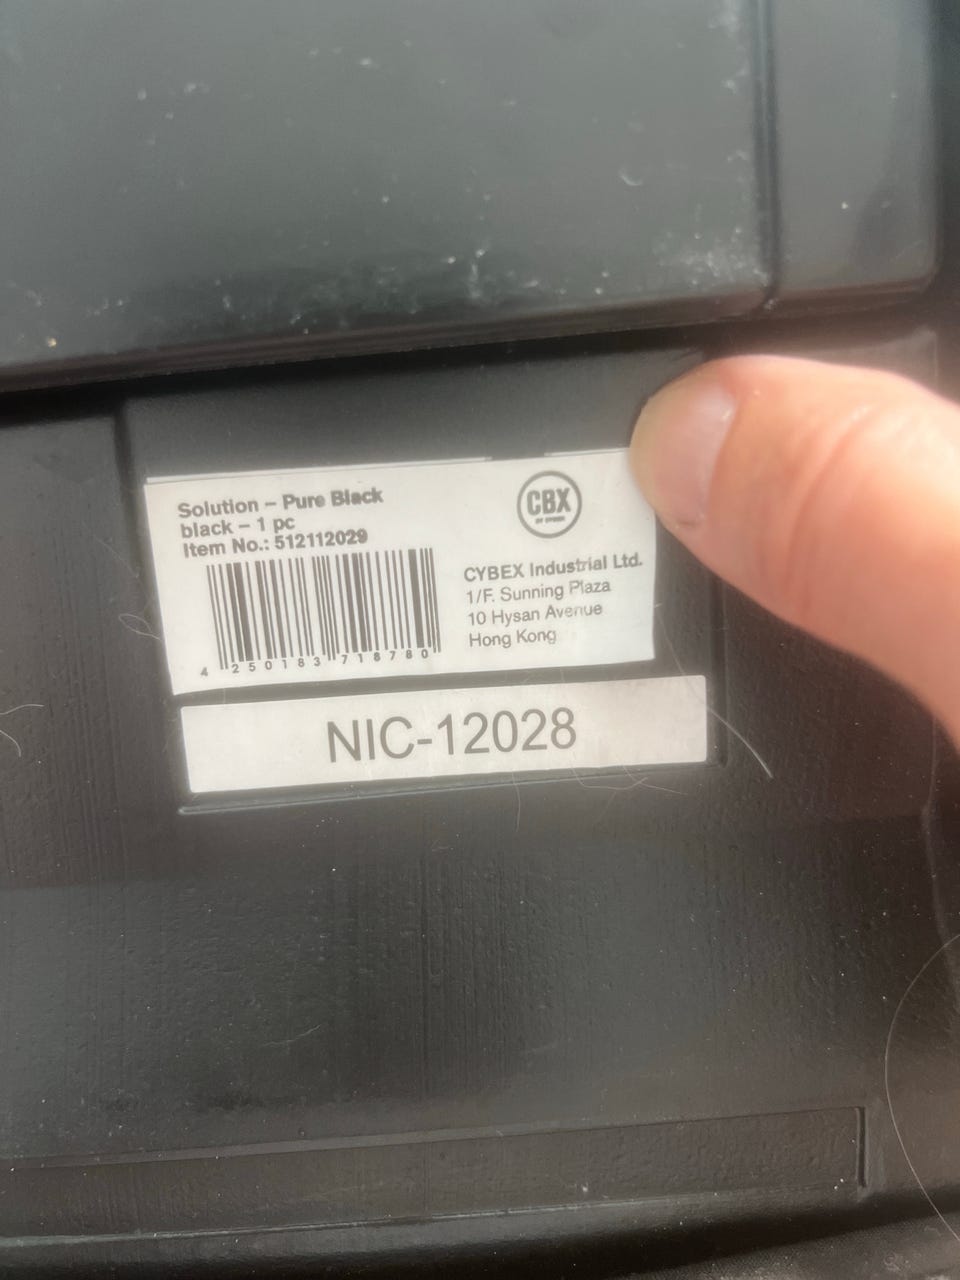 Solution – Pure Black
black – 1 pc
Item No.: 512112029
4 250183 718780
CBX
CYBEX Industrial Ltd.
1/F. Sunning Plaza
10 Hysan Avenue
Hong Kong
NIC-12028